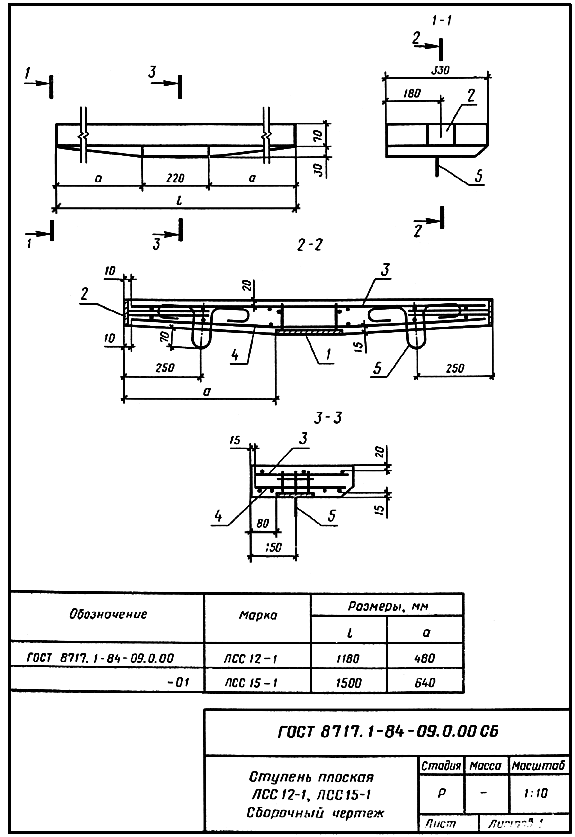 1-1
2
330
180
2
5
2
1
3
70
30
a
220
a
l
1
3
2-2
10
20
3
2
10
70
4
1
15
5
250
250
a
3-3
15
3
20
4
5
15
80
150
Обозначение
Марка
Размеры, мм
l
a
ГОСТ 8717.1-84-09.0.00
ЛСС 12-1
1180
480
-01
ЛСС 15-1
1500
640
ГОСТ 8717.1-84-09.0.00 СБ
Ступень плоская
ЛСС 12-1, ЛСС15-1
Сборочный чертеж
Стадия
Масса
Масштаб
Р
-
1:10
Лист
Листов 1